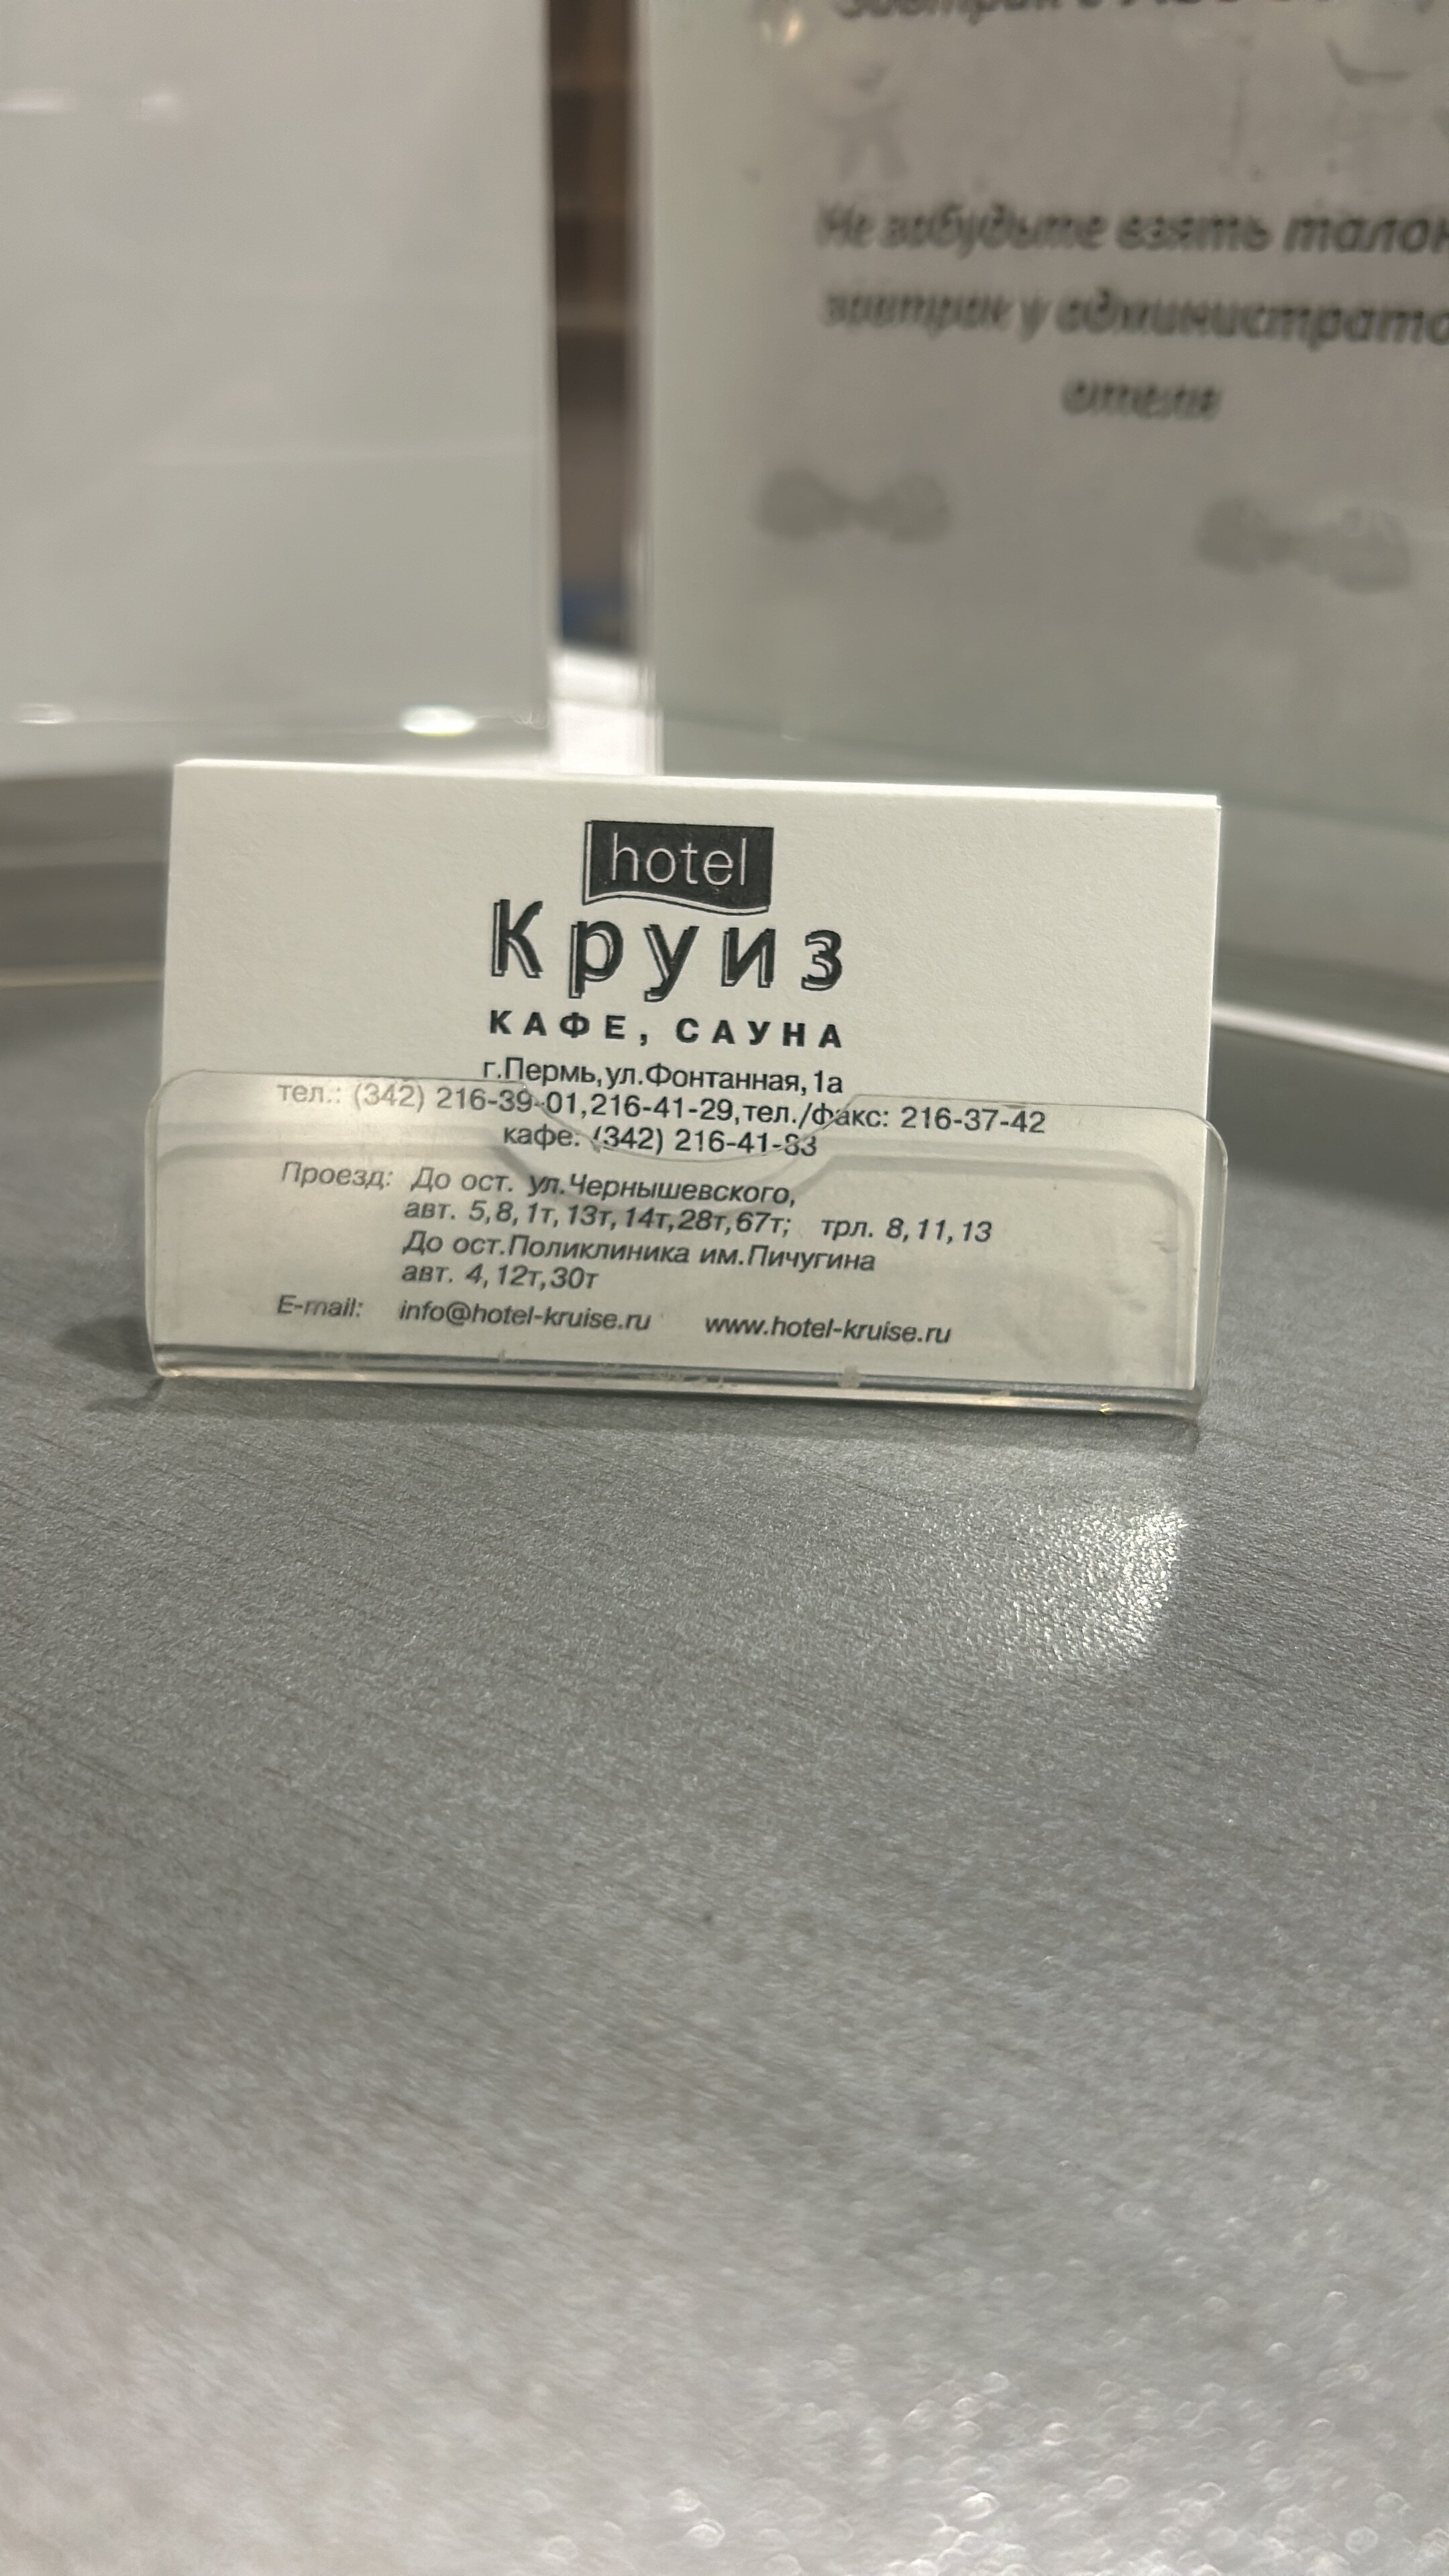 Не забудьте взять талон
завтрак у администрато
отеля
hotel
Круиз
КАФЕ, САУНА
г.Пермь,ул.Фонтанная,1а
тел.: (342) 216-39-01,216-41-29,тел./факс: 216-37-42
кафе: (342) 216-41-83
Проезд: До ост. ул.Чернышевского,
авт. 5,8,1т,13т,14т,28т,67т; трл. 8,11,13
До ост.Поликлиника им.Пичугина
авт. 4,12т,30т
E-mail: info@hotel-kruise.ru www.hotel-kruise.ru